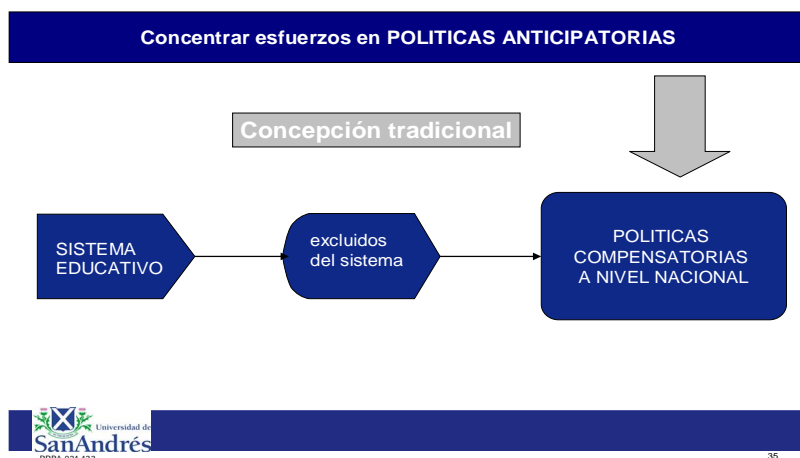 Concentrar esfuerzos en POLITICAS ANTICIPATORIAS
Concepción tradicional
SISTEMA
EDUCATIVO
excluidos
del sistema
POLITICAS
COMPENSATORIAS
A NIVEL NACIONAL
Universidad de
SanAndrés
35